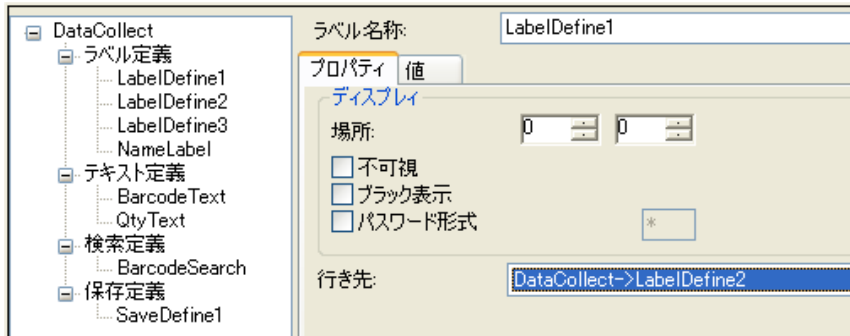 DataCollect
ラベル定義
LabelDefine1
LabelDefine2
LabelDefine3
NameLabel
テキスト定義
BarcodeText
QtyText
検索定義
BarcodeSearch
保存定義
SaveDefine1
ラベル名称: LabelDefine1
プロパティ 値
ディスプレイ
場所: 0 0
不可視
ブラック表示
パスワード形式 *
行き先: DataCollect->LabelDefine2